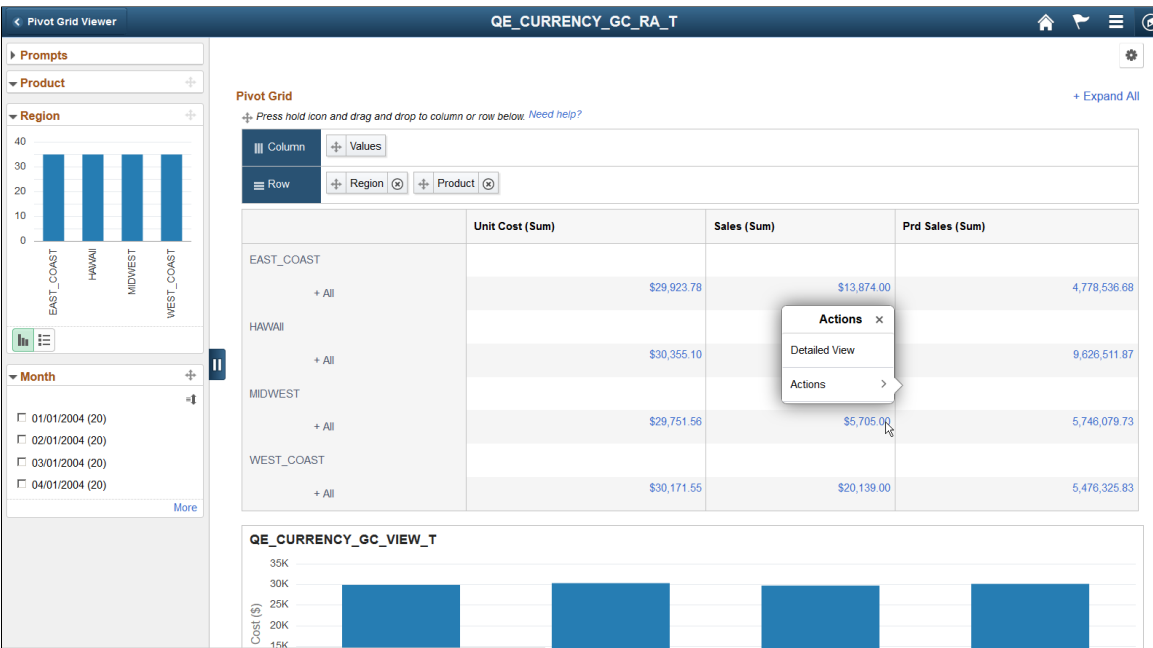 Pivot Grid Viewer
QE_CURRENCY_GC_RA_T
Prompts
Product
Region
40
30
20
10
0
EAST_COAST
HAWAII
MIDWEST
WEST_COAST
Month
01/01/2004 (20)
02/01/2004 (20)
03/01/2004 (20)
04/01/2004 (20)
More
Pivot Grid
+ Expand All
Press hold icon and drag and drop to column or row below. Need help?
Column Values
Row Region Product
Unit Cost (Sum) Sales (Sum) Prd Sales (Sum)
EAST_COAST
+ All $29,923.78 $13,874.00 4,778,536.68
HAWAII
+ All $30,355.10 9,626,511.87
MIDWEST
+ All $29,751.56 $5,705.00 5,746,079.73
WEST_COAST
+ All $30,171.55 $20,139.00 5,476,325.83
Actions
Detailed View
Actions
QE_CURRENCY_GC_VIEW_T
35K
30K
25K
20K
15K
Cost ($)